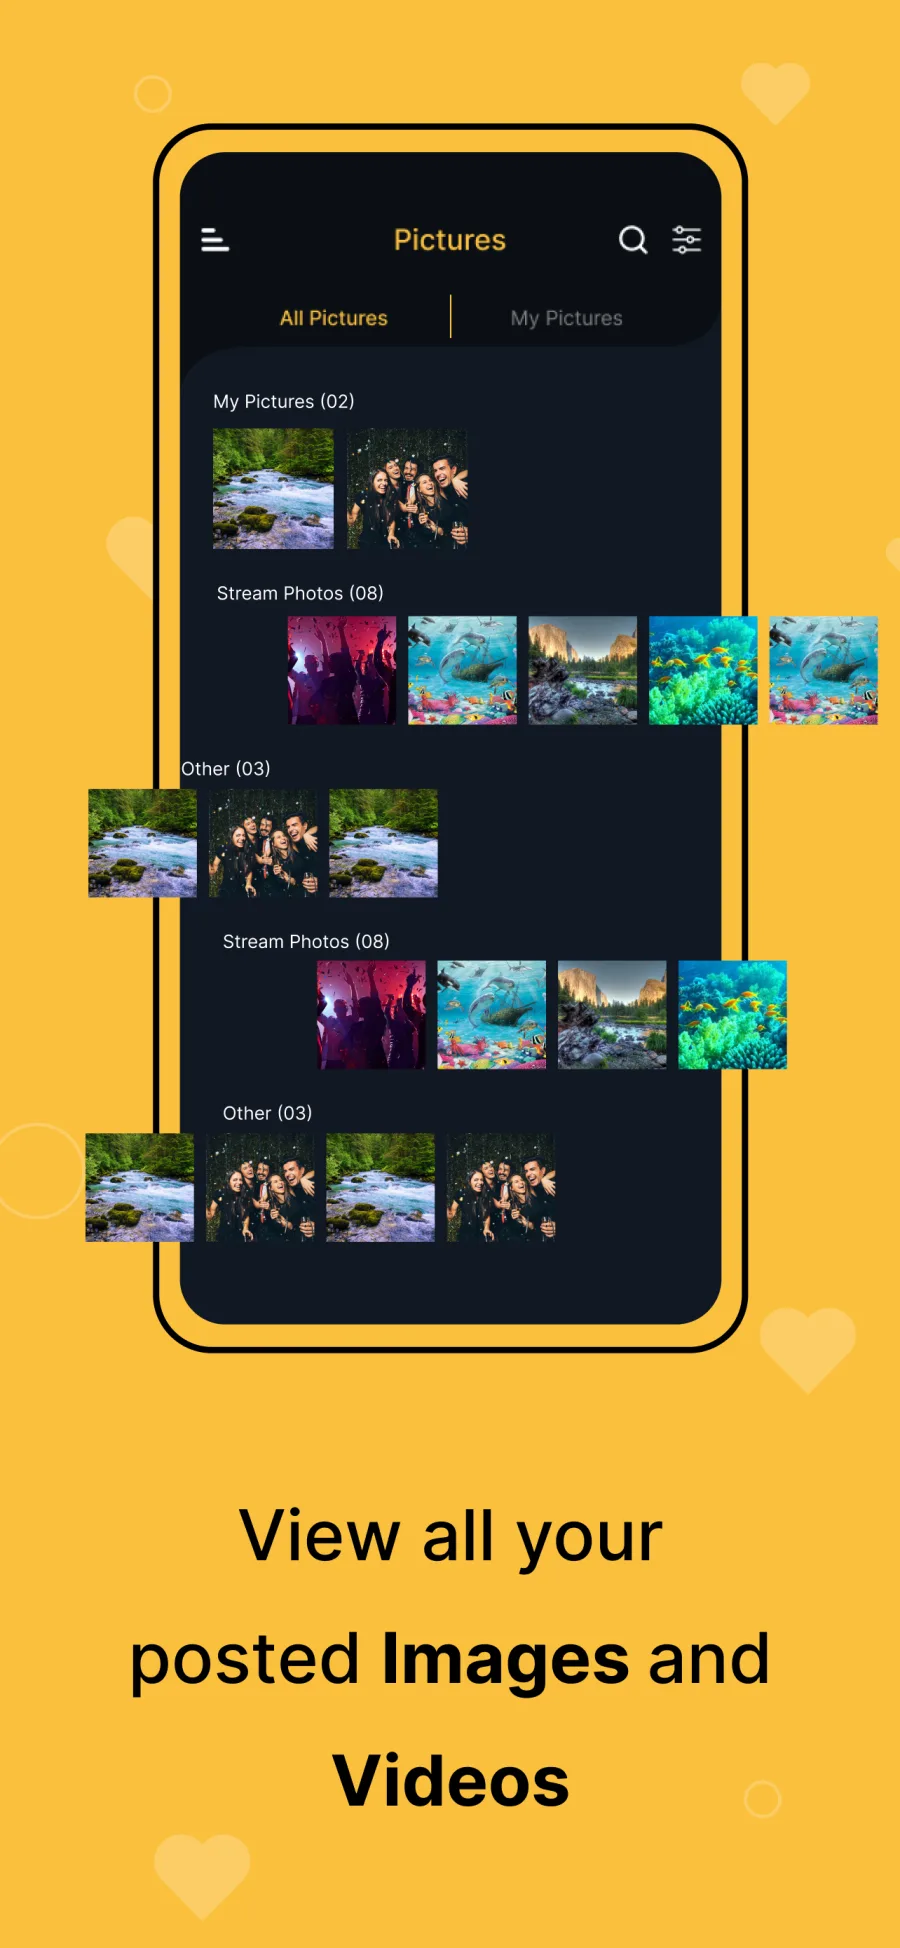 Pictures
All Pictures
My Pictures
My Pictures (02)
Stream Photos (08)
Other (03)
Stream Photos (08)
Other (03)
View all your
posted Images and
Videos